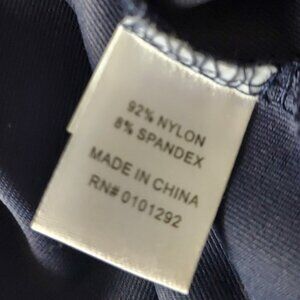 92% NYLON
8% SPANDEX
MADE IN CHINA
RN# 0101292